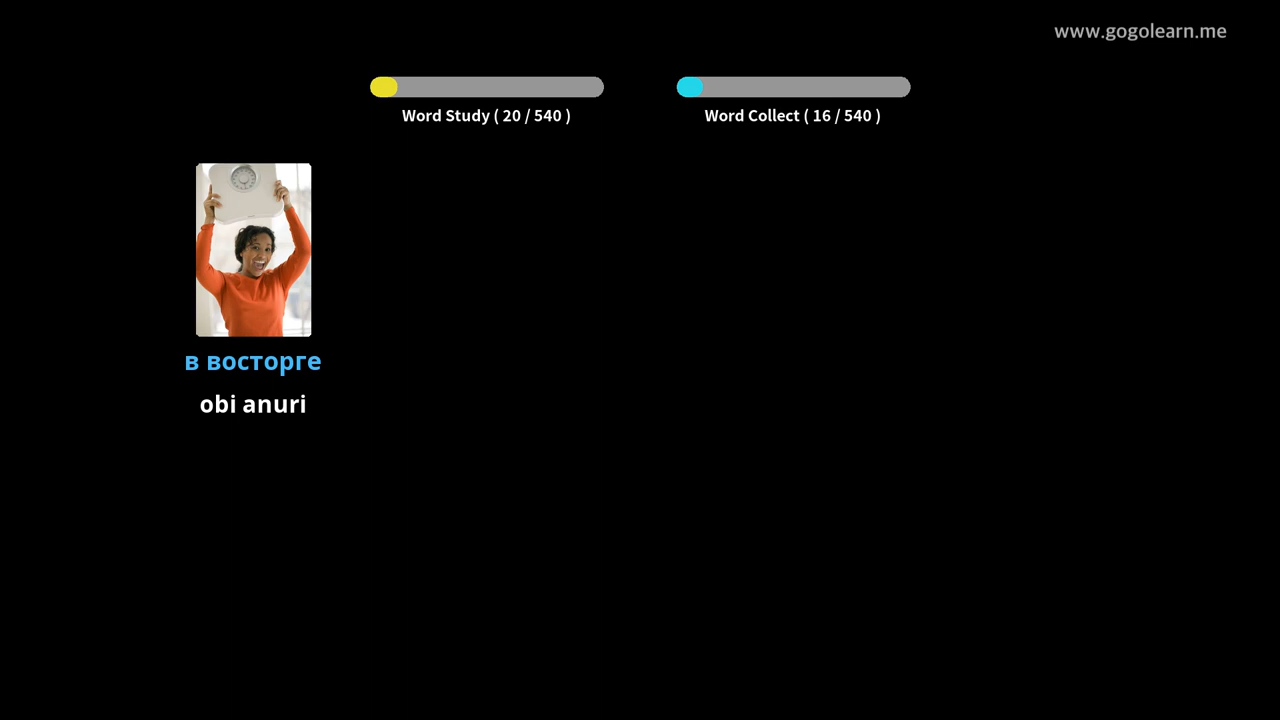 www.gogolearn.me
Word Study ( 20 / 540 )
Word Collect ( 16 / 540 )
в восторге
obi anuri